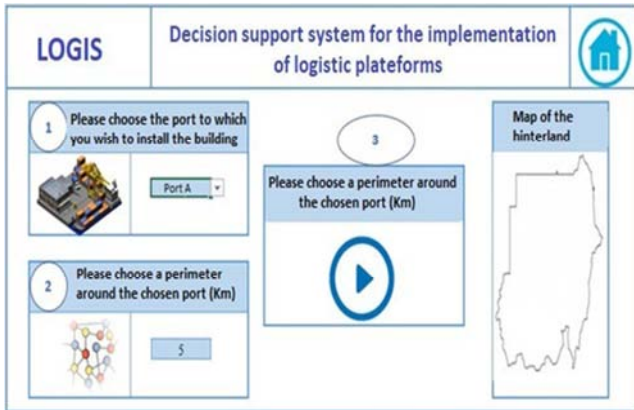 LOGIS
Decision support system for the implementation
of logistic plateforms
1
Please choose the port to which
you wish to install the building
Port A
2
Please choose a perimeter
around the chosen port (Km)
5
3
Please choose a perimeter around
the chosen port (Km)
Map of the
hinterland